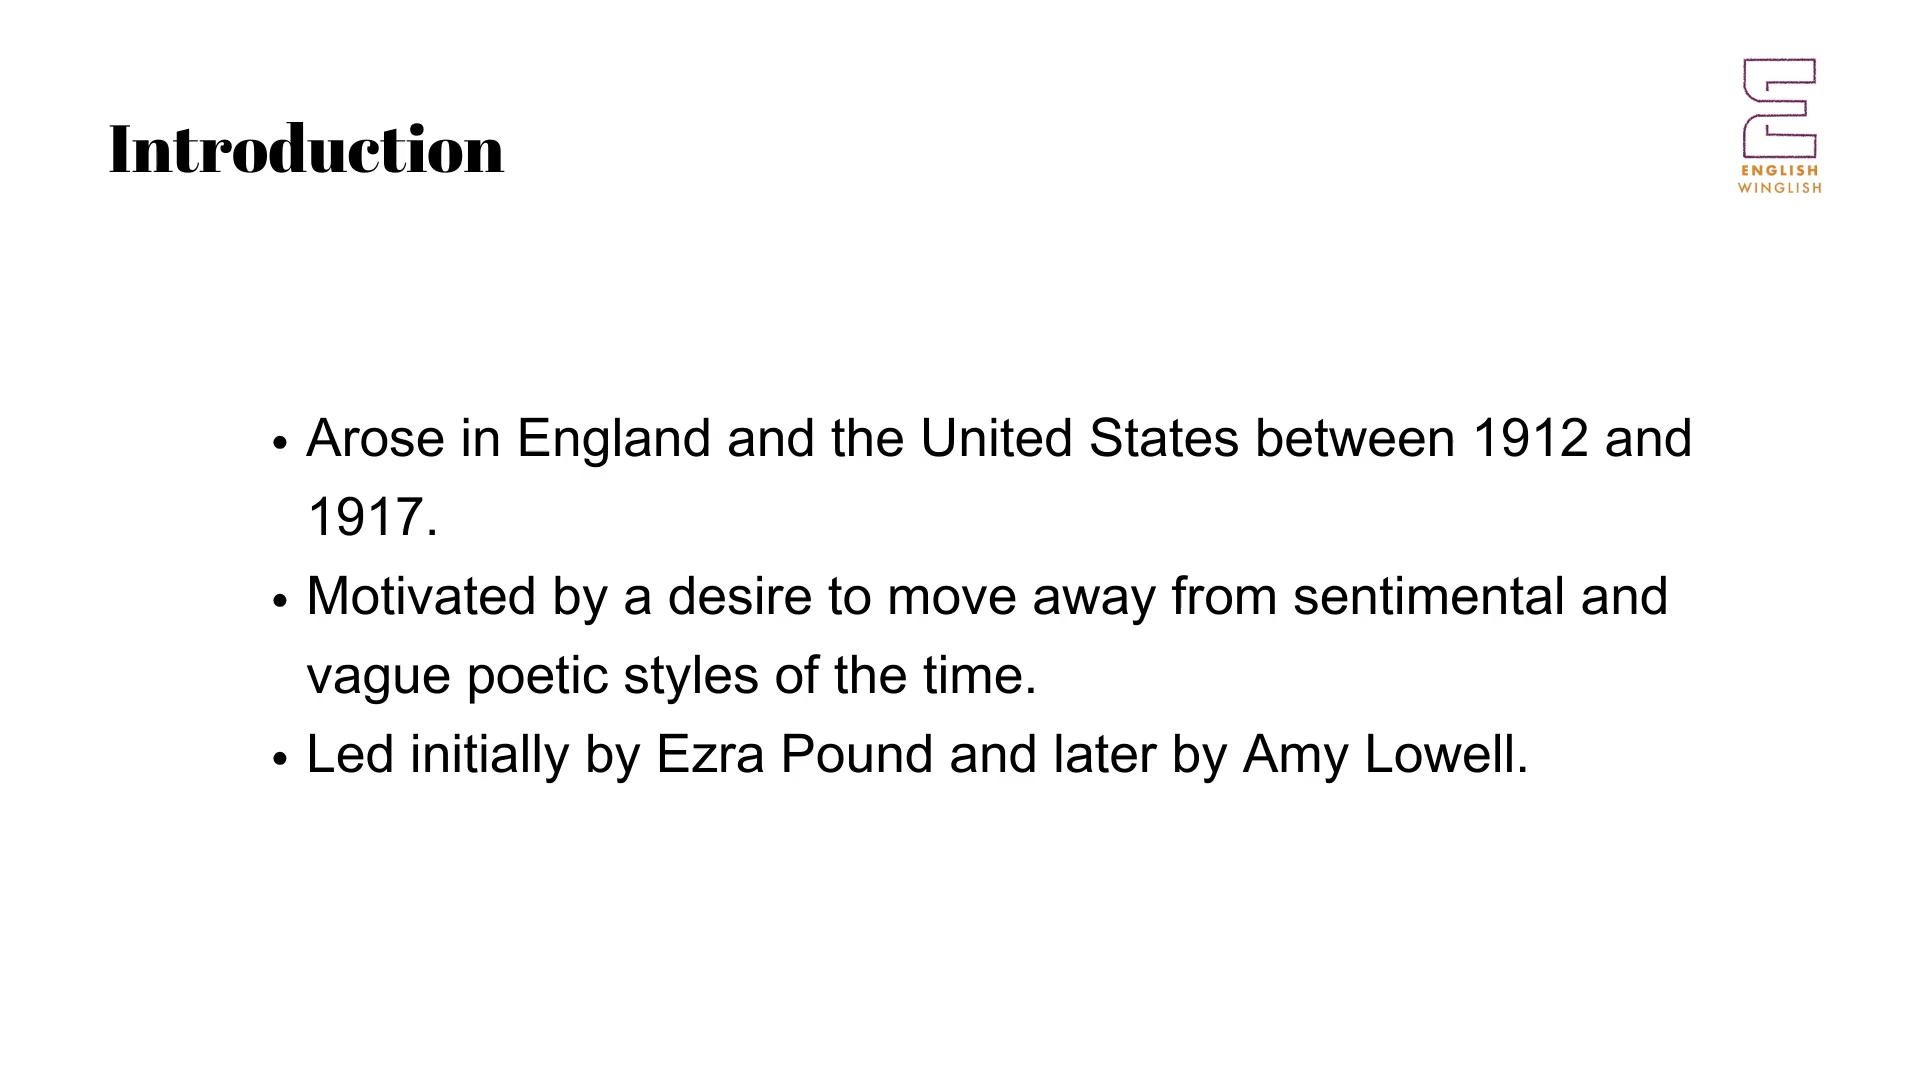 Introduction
ENGLISH
WINGLISH
• Arose in England and the United States between 1912 and
1917.
• Motivated by a desire to move away from sentimental and
vague poetic styles of the time.
• Led initially by Ezra Pound and later by Amy Lowell.